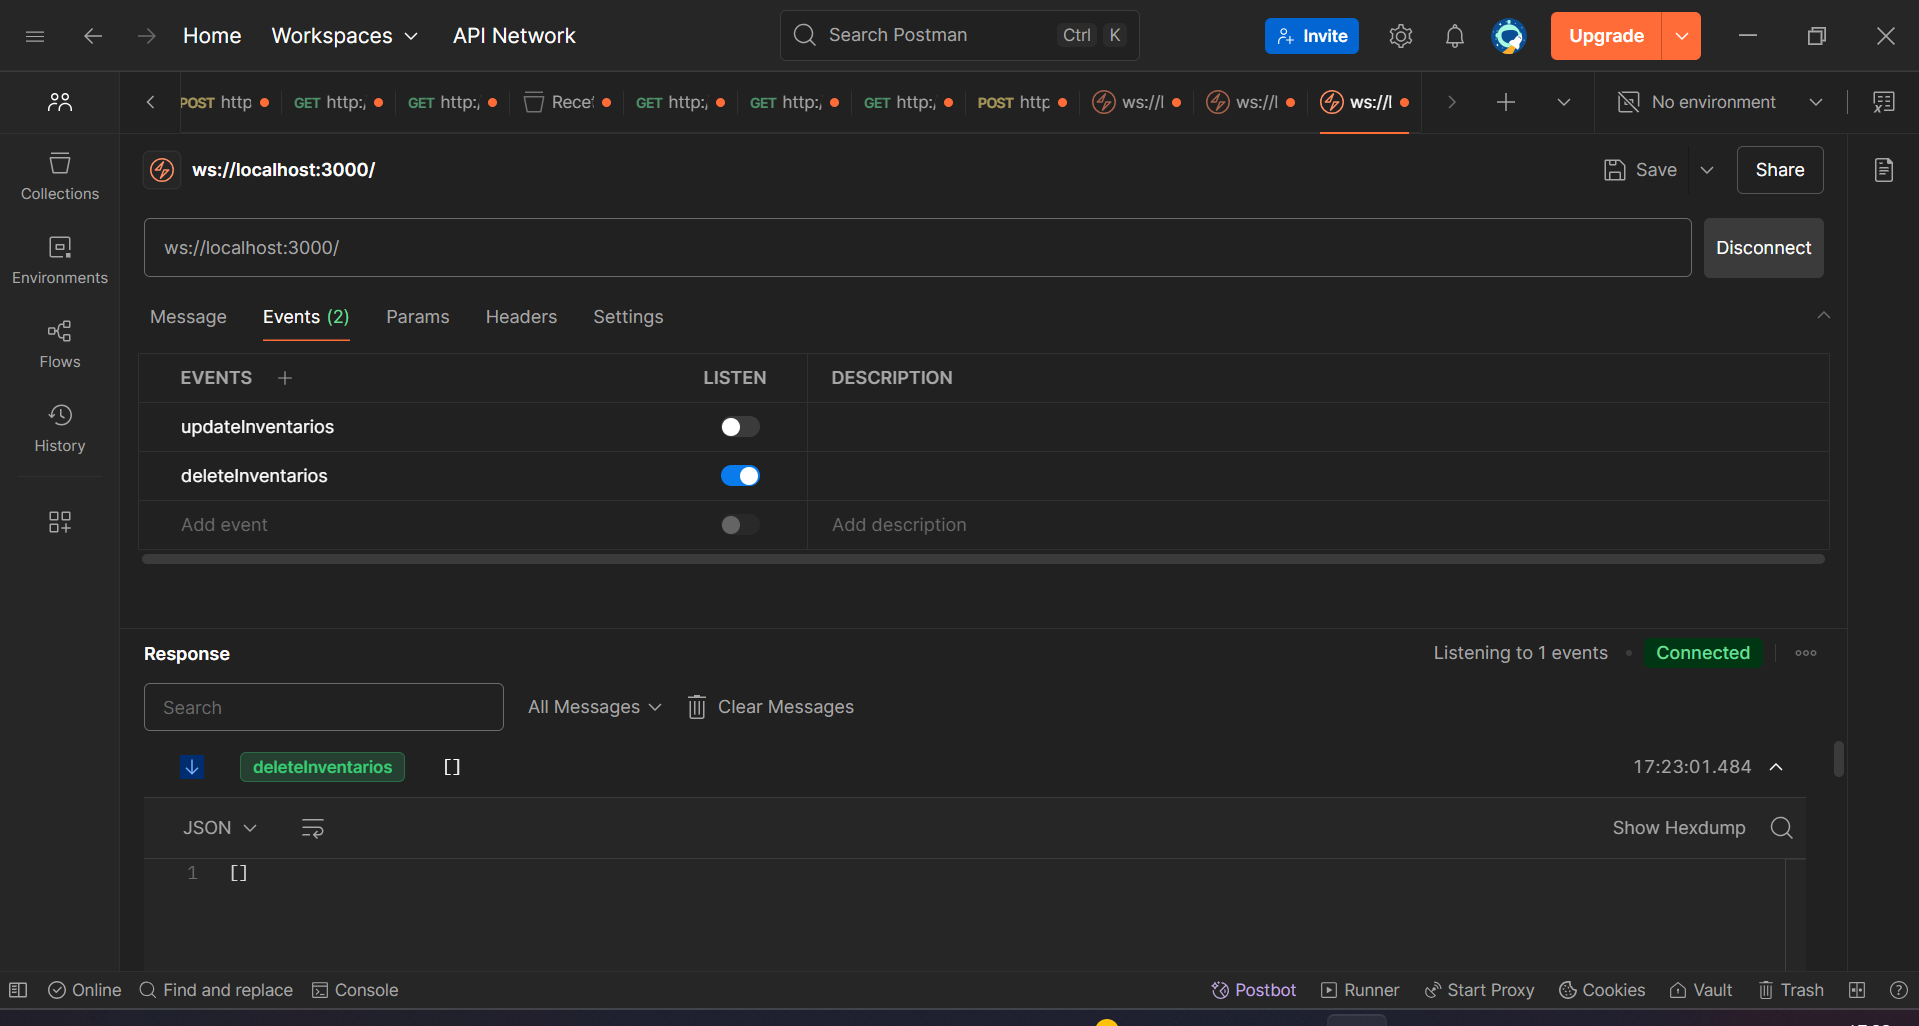 Home Workspaces API Network Search Postman Ctrl K Invite Upgrade
POST http GET http:/ GET http:/ Recet GET http:/ GET http:/ GET http:/ POST http ws://l ws://l ws://l No environment
ws://localhost:3000/ Save Share
Collections
ws://localhost:3000/ Disconnect
Environments
Message Events (2) Params Headers Settings
Flows
EVENTS LISTEN DESCRIPTION
updateInventarios
History
deleteInventarios
Add event Add description
Response Listening to 1 events Connected
Search All Messages Clear Messages
deleteInventarios [] 17:23:01.484
JSON Show Hexdump
1 []
Online Find and replace Console Postbot Runner Start Proxy Cookies Vault Trash